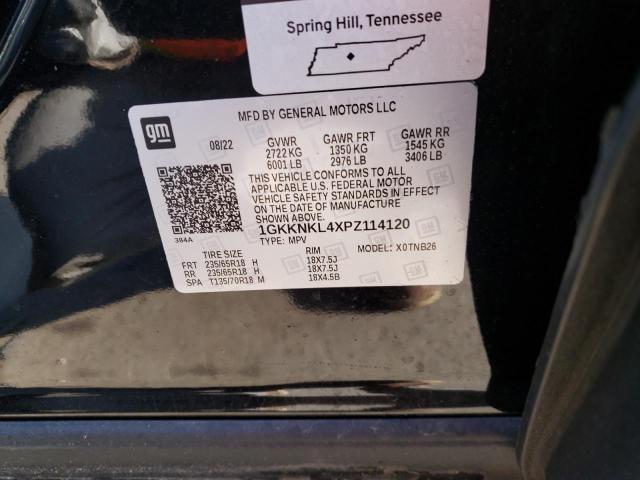 Spring Hill, Tennessee
MFD BY GENERAL MOTORS LLC
gm
08/22 GVWR GAWR FRT GAWR RR
2722 KG 1350 KG 1545 KG
6001 LB 2976 LB 3406 LB
THIS VEHICLE CONFORMS TO ALL
APPLICABLE U.S. FEDERAL MOTOR
VEHICLE SAFETY STANDARDS IN EFFECT
ON THE DATE OF MANUFACTURE
SHOWN ABOVE.
1GKKNKL4XPZ114120
384A
TYPE: MPV MODEL: X0TNB26
TIRE SIZE RIM
FRT 235/65R18 H 18X7.5J
RR 235/65R18 H 18X7.5J
SPA T135/70R18 M 18X4.5B